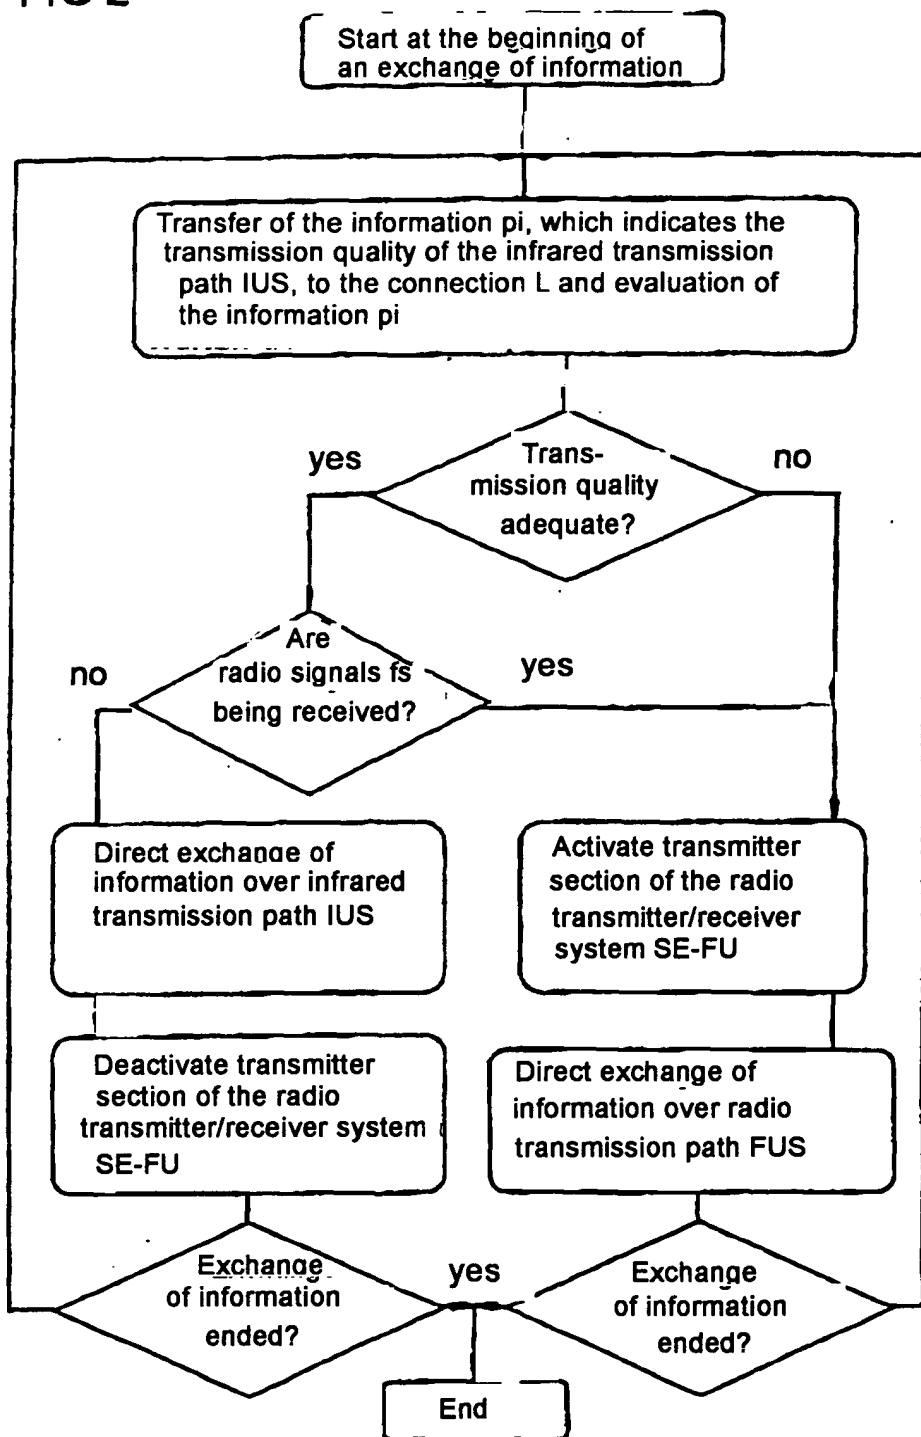 FIG 2
Start at the beginning of
an exchange of information
Transfer of the information pi, which indicates the
transmission quality of the infrared transmission
path IUS, to the connection L and evaluation of
the information pi
yes
Trans-
mission quality
adequate?
no
no
Are
radio signals fs
being received?
yes
Direct exchange of
information over infrared
transmission path IUS
Activate transmitter
section of the radio
transmitter/receiver
system SE-FU
Deactivate transmitter
section of the radio
transmitter/receiver system
SE-FU
Direct exchange of
information over radio
transmission path FUS
Exchange
of information
ended?
yes
Exchange
of information
ended?
End